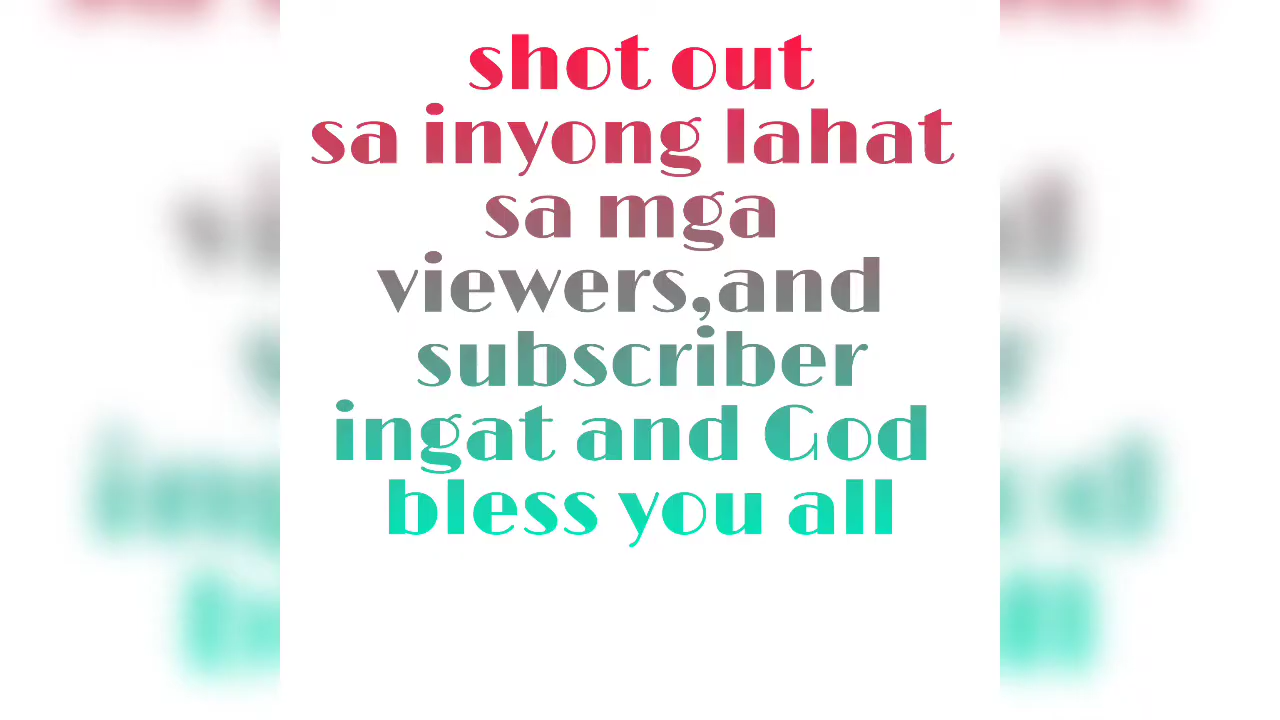 shot out
sa inyong lahat
sa mga
viewers,and
subscriber
ingat and God
bless you all